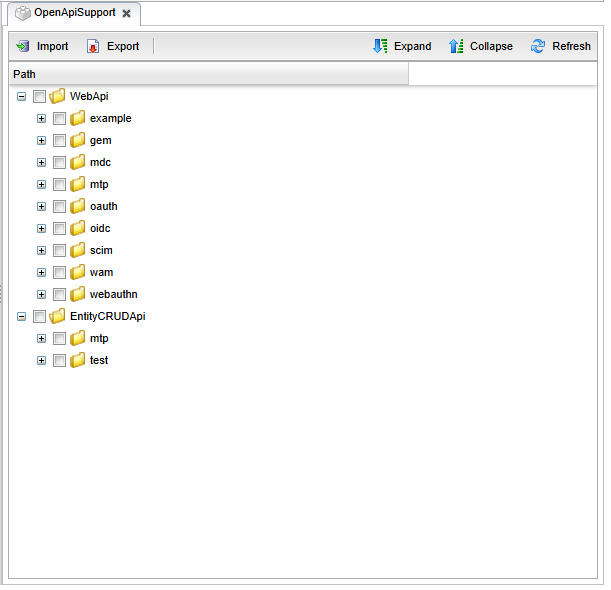 OpenApiSupport
Import Export Expand Collapse Refresh
Path
WebApi
example
gem
mdc
mtp
oauth
oidc
scim
wam
webauthn
EntityCRUDApi
mtp
test